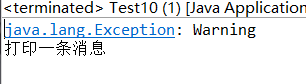 <terminated> Test10 (1) [Java Application
java.lang.Exception: Warning
打印一条消息